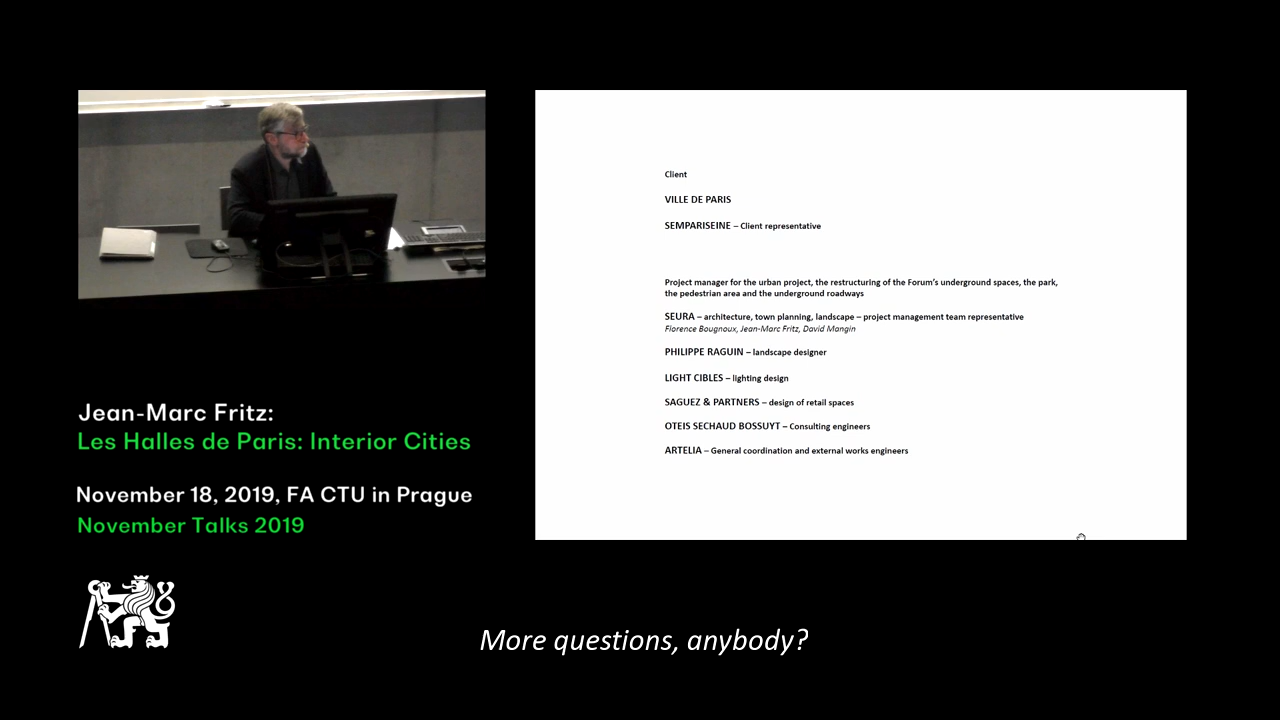 Jean-Marc Fritz:
Les Halles de Paris: Interior Cities
November 18, 2019, FA CTU in Prague
November Talks 2019
Client
VILLE DE PARIS
SEMPARISEINE – Client representative
Project manager for the urban project, the restructuring of the Forum's underground spaces, the park,
the pedestrian area and the underground roadways
SEURA – architecture, town planning, landscape – project management team representative
Florence Bougnoux, Jean-Marc Fritz, David Mangin
PHILIPPE RAGUIN – landscape designer
LIGHT CIBLES – lighting design
SAGUEZ & PARTNERS – design of retail spaces
OTEIS SECHAUD BOSSUYT – Consulting engineers
ARTELIA – General coordination and external works engineers
More questions, anybody?